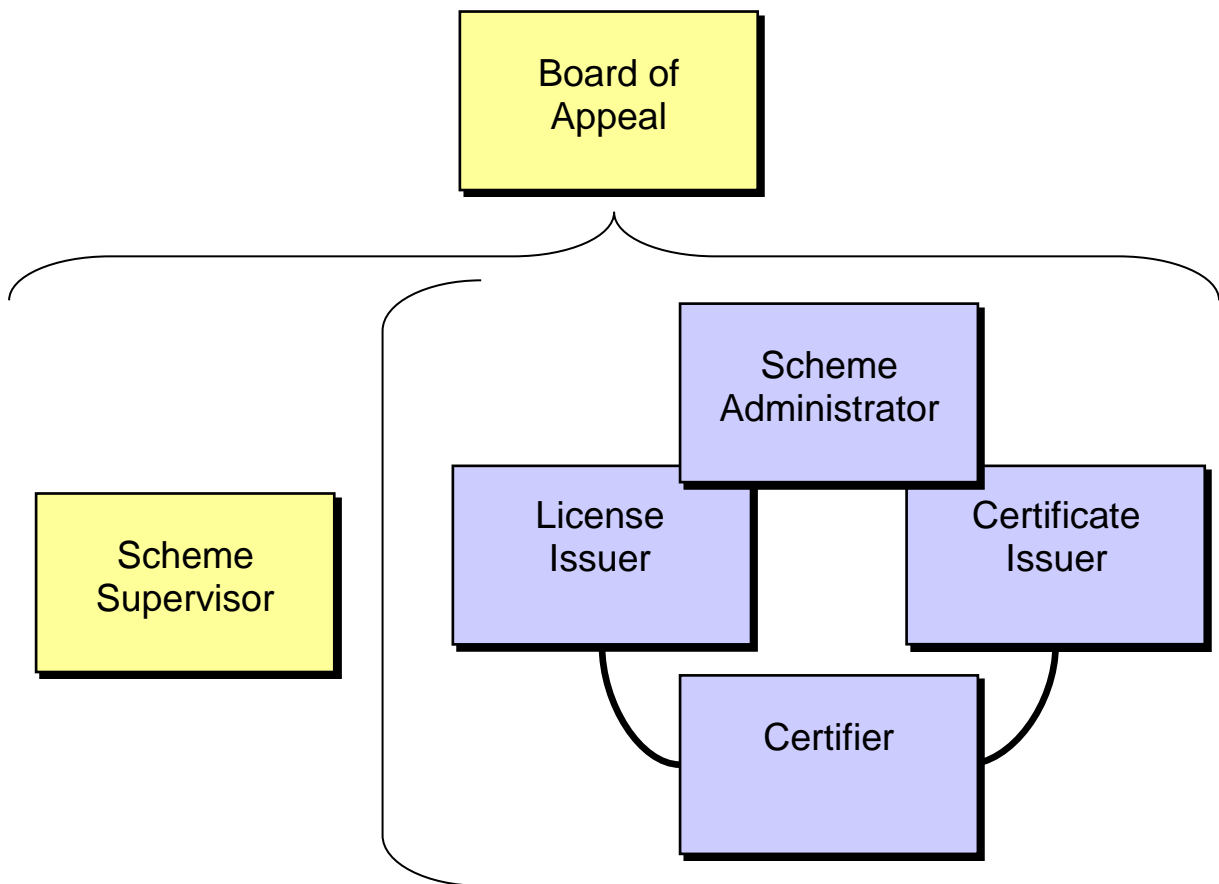 Board of
Appeal
Scheme
Administrator
License
Issuer
Certificate
Issuer
Scheme
Supervisor
Certifier